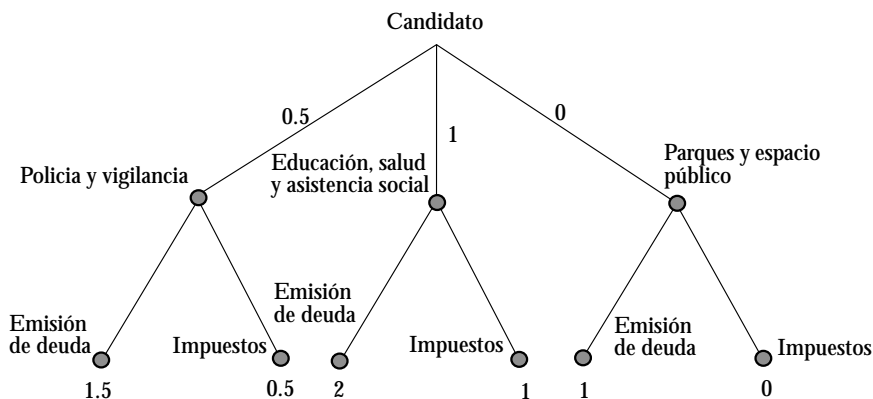 Candidato
0.5
1
0
Policia y vigilancia
Educación, salud
y asistencia social
Parques y espacio
público
Emisión
de deuda
Impuestos
Emisión
de deuda
Impuestos
Emisión
de deuda
Impuestos
1.5
0.5
2
1
1
0